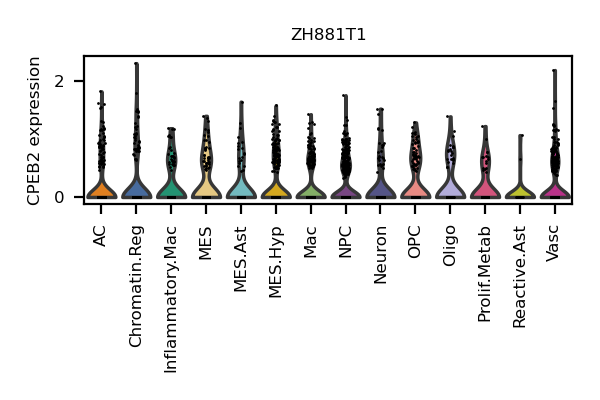 ZH881T1
CPEB2 expression
2
0
AC
Chromatin.Reg
Inflammatory.Mac
MES
MES.Ast
MES.Hyp
Mac
NPC
Neuron
OPC
Oligo
Prolif.Metab
Reactive.Ast
Vasc